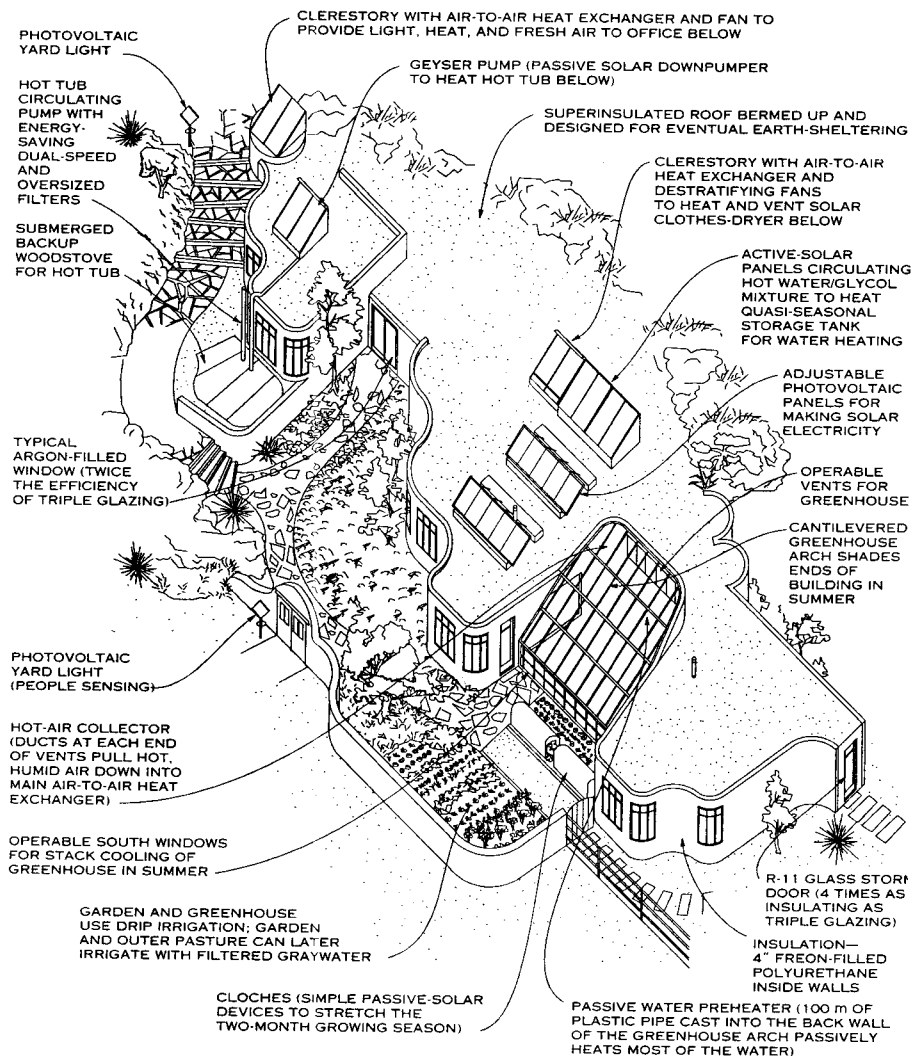 CLERESTORY WITH AIR-TO-AIR HEAT EXCHANGER AND FAN TO
PROVIDE LIGHT, HEAT, AND FRESH AIR TO OFFICE BELOW
PHOTOVOLTAIC
YARD LIGHT
GEYSER PUMP (PASSIVE SOLAR DOWNPUMPER
TO HEAT HOT TUB BELOW)
HOT TUB
CIRCULATING
PUMP WITH
ENERGY-
SAVING
DUAL-SPEED
AND
OVERSIZED
FILTERS
SUPERINSULATED ROOF BERMED UP AND
DESIGNED FOR EVENTUAL EARTH-SHELTERING
CLERESTORY WITH AIR-TO-AIR
HEAT EXCHANGER AND
DESTRATIFYING FANS
TO HEAT AND VENT SOLAR
CLOTHES-DRYER BELOW
SUBMERGED
BACKUP
WOODSTOVE
FOR HOT TUB
ACTIVE-SOLAR
PANELS CIRCULATING
HOT WATER/GLYCOL
MIXTURE TO HEAT
QUASI-SEASONAL
STORAGE TANK
FOR WATER HEATING
ADJUSTABLE
PHOTOVOLTAIC
PANELS FOR
MAKING SOLAR
ELECTRICITY
TYPICAL
ARGON-FILLED
WINDOW (TWICE
THE EFFICIENCY
OF TRIPLE GLAZING)
OPERABLE
VENTS FOR
GREENHOUSE
CANTILEVERED
GREENHOUSE
ARCH SHADES
ENDS OF
BUILDING IN
SUMMER
PHOTOVOLTAIC
YARD LIGHT
(PEOPLE SENSING)
HOT-AIR COLLECTOR
(DUCTS AT EACH END
OF VENTS PULL HOT,
HUMID AIR DOWN INTO
MAIN AIR-TO-AIR HEAT
EXCHANGER)
OPERABLE SOUTH WINDOWS
FOR STACK COOLING OF
GREENHOUSE IN SUMMER
R-11 GLASS STORM
DOOR (4 TIMES AS
INSULATING AS
TRIPLE GLAZING)
GARDEN AND GREENHOUSE
USE DRIP IRRIGATION; GARDEN
AND OUTER PASTURE CAN LATER
IRRIGATE WITH FILTERED GRAYWATER
INSULATION—
4" FREON-FILLED
POLYURETHANE
INSIDE WALLS
CLOCHES (SIMPLE PASSIVE-SOLAR
DEVICES TO STRETCH THE
TWO-MONTH GROWING SEASON)
PASSIVE WATER PREHEATER (100 m OF
PLASTIC PIPE CAST INTO THE BACK WALL
OF THE GREENHOUSE ARCH PASSIVELY
HEATS MOST OF THE WATER)